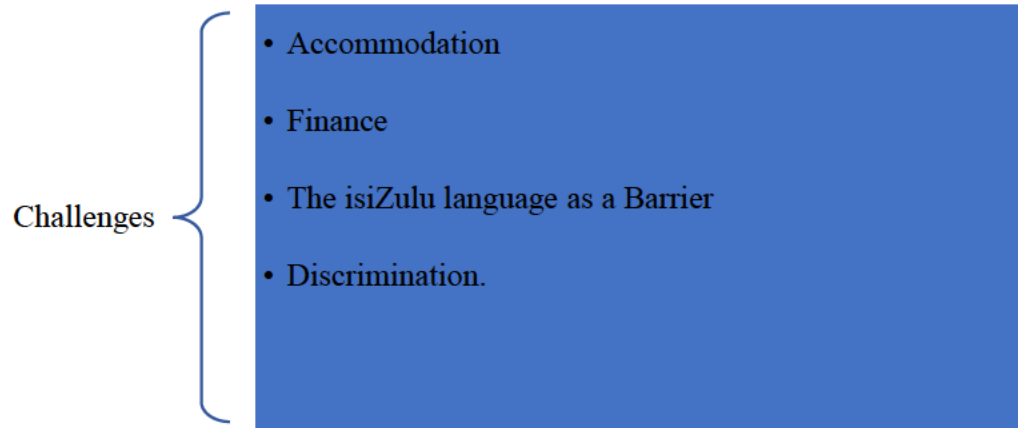 Challenges
• Accommodation
• Finance
• The isiZulu language as a Barrier
• Discrimination.